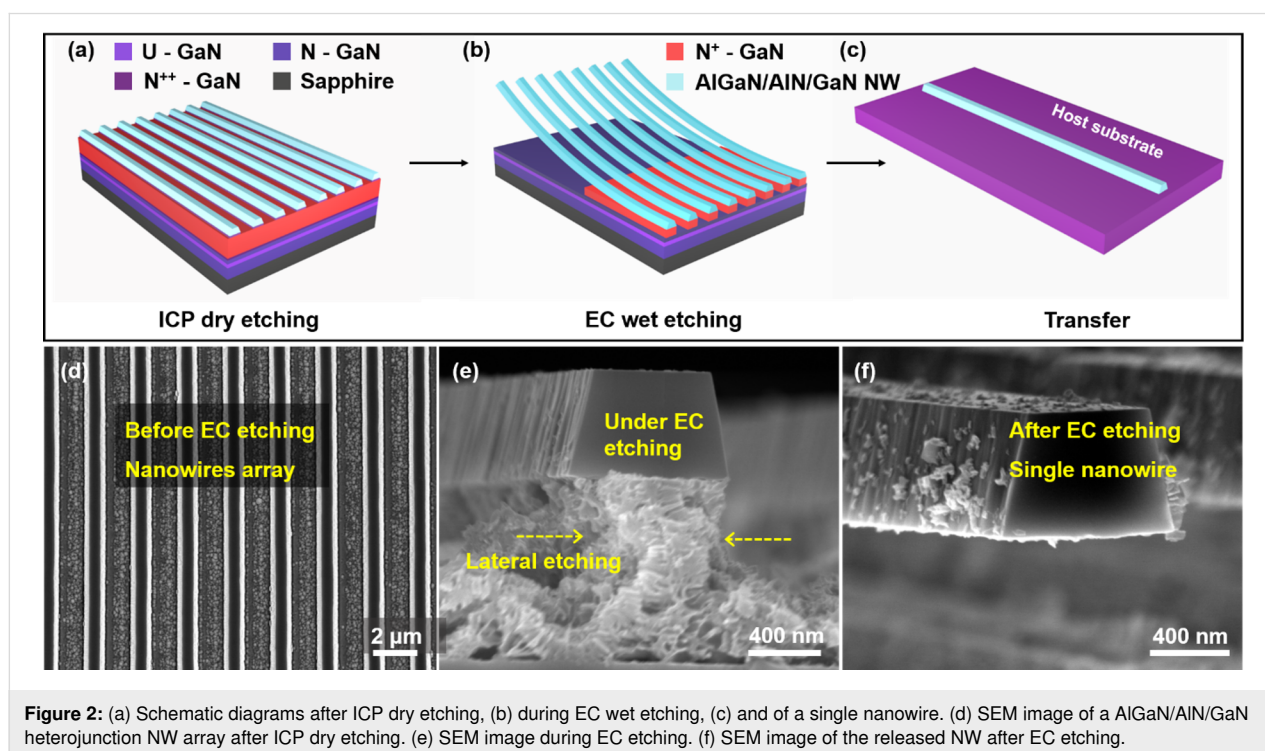 (a) U - GaN N - GaN (b) N⁺ - GaN (c)
N⁺⁺ - GaN Sapphire AlGaN/AlN/GaN NW
Host substrate
ICP dry etching EC wet etching Transfer
(d)
Before EC etching
Nanowires array
2 μm
(e)
Under EC
etching
Lateral etching
400 nm
(f)
After EC etching
Single nanowire
400 nm
Figure 2: (a) Schematic diagrams after ICP dry etching, (b) during EC wet etching, (c) and of a single nanowire. (d) SEM image of a AlGaN/AlN/GaN
heterojunction NW array after ICP dry etching. (e) SEM image during EC etching. (f) SEM image of the released NW after EC etching.